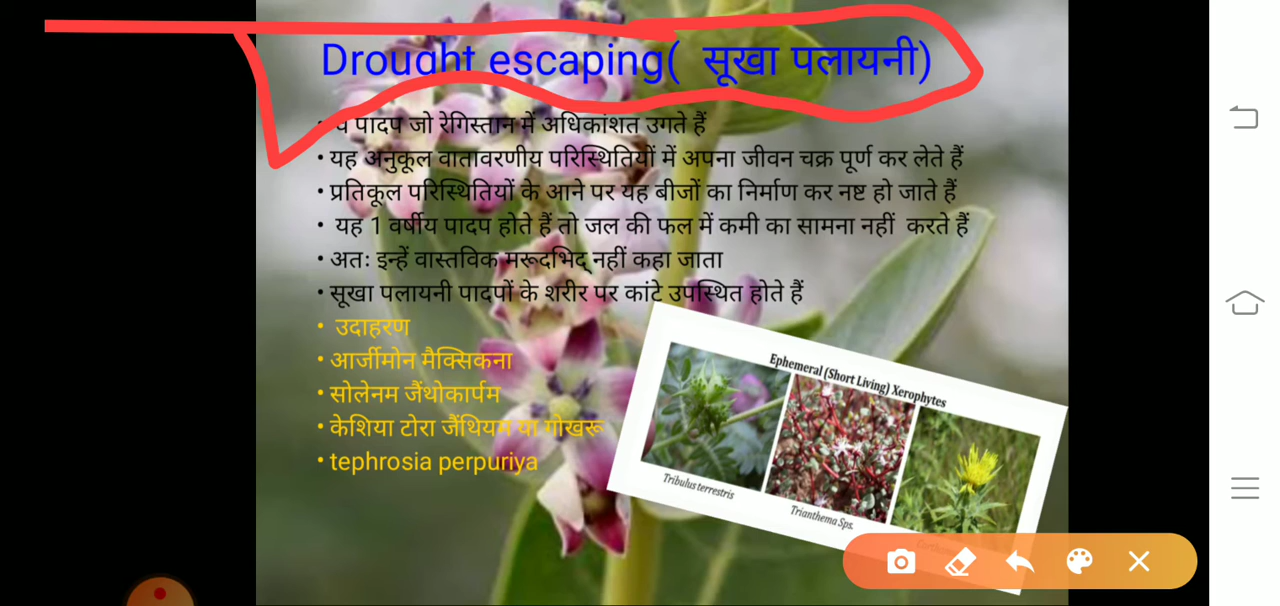 Drought escaping( सूखा पलायनी)
• वे पादप जो रेगिस्तान में अधिकांशत उगते हैं
• यह अनुकूल वातावरणीय परिस्थितियों में अपना जीवन चक्र पूर्ण कर लेते हैं
• प्रतिकूल परिस्थितियों के आने पर यह बीजों का निर्माण कर नष्ट हो जाते हैं
• यह 1 वर्षीय पादप होते हैं तो जल की फल में कमी का सामना नहीं करते हैं
• अतः इन्हें वास्तविक मरूदभिद् नहीं कहा जाता
• सूखा पलायनी पादपों के शरीर पर कांटे उपस्थित होते हैं
• उदाहरण
• आर्जीमोन मैक्सिकना
• सोलेनम जैंथोकार्पम
• केशिया टोरा जैंथियम या गोखरू
• tephrosia perpuriya
Ephemeral (Short Living) Xerophytes
Tribulus terrestris
Trianthema Sps.